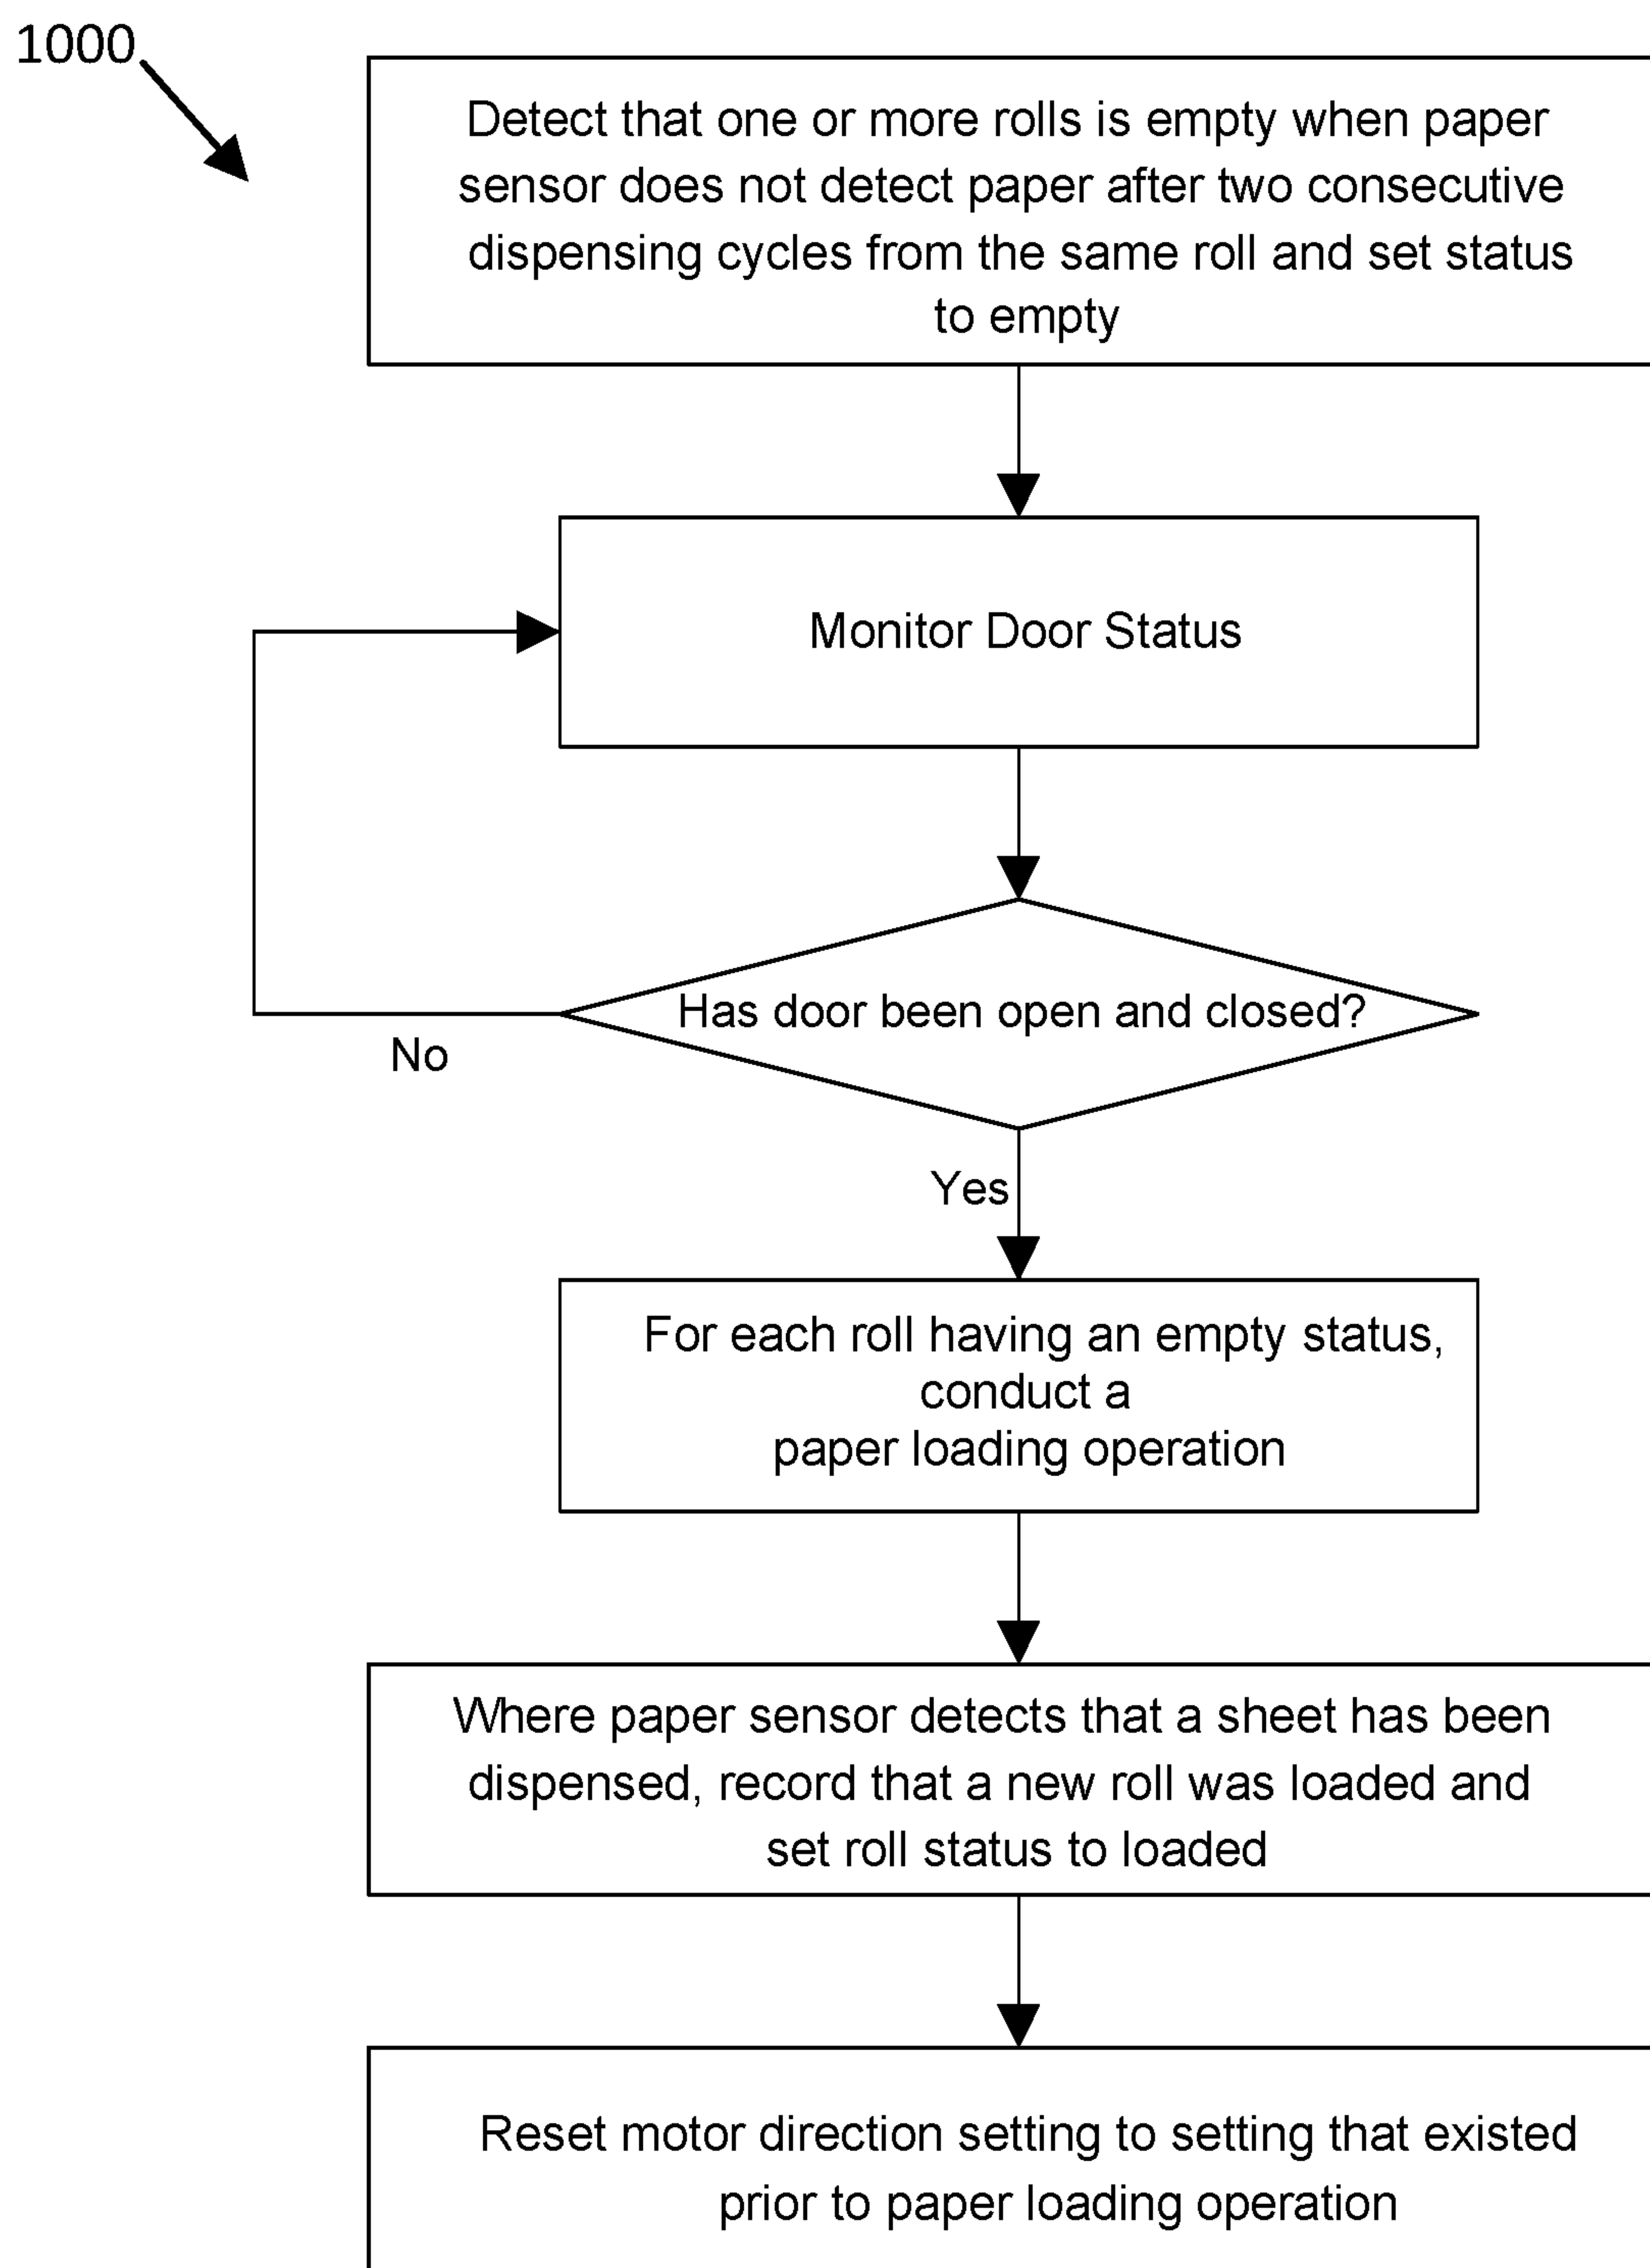 1000
Detect that one or more rolls is empty when paper
sensor does not detect paper after two consecutive
dispensing cycles from the same roll and set status
to empty
Monitor Door Status
Has door been open and closed?
No
Yes
For each roll having an empty status,
conduct a
paper loading operation
Where paper sensor detects that a sheet has been
dispensed, record that a new roll was loaded and
set roll status to loaded
Reset motor direction setting to setting that existed
prior to paper loading operation